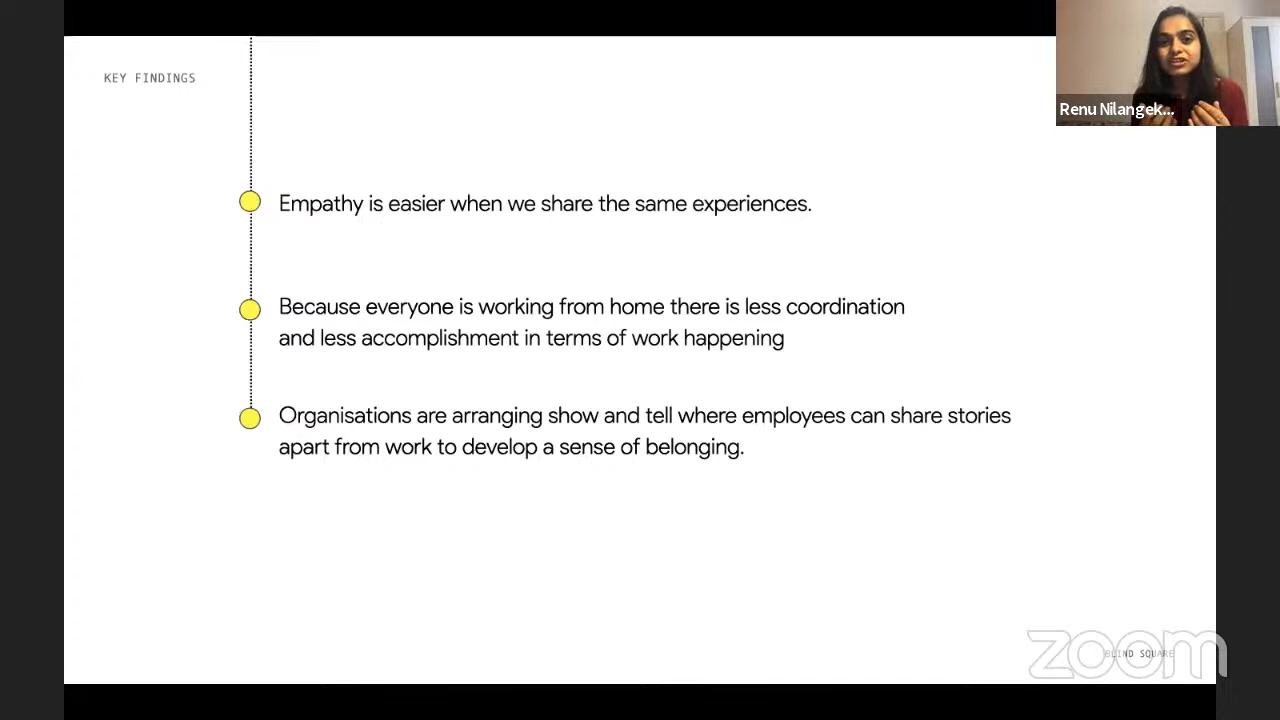 KEY FINDINGS
Renu Nilangek...
Empathy is easier when we share the same experiences.
Because everyone is working from home there is less coordination
and less accomplishment in terms of work happening
Organisations are arranging show and tell where employees can share stories
apart from work to develop a sense of belonging.
zoom
BLIND SQUARE